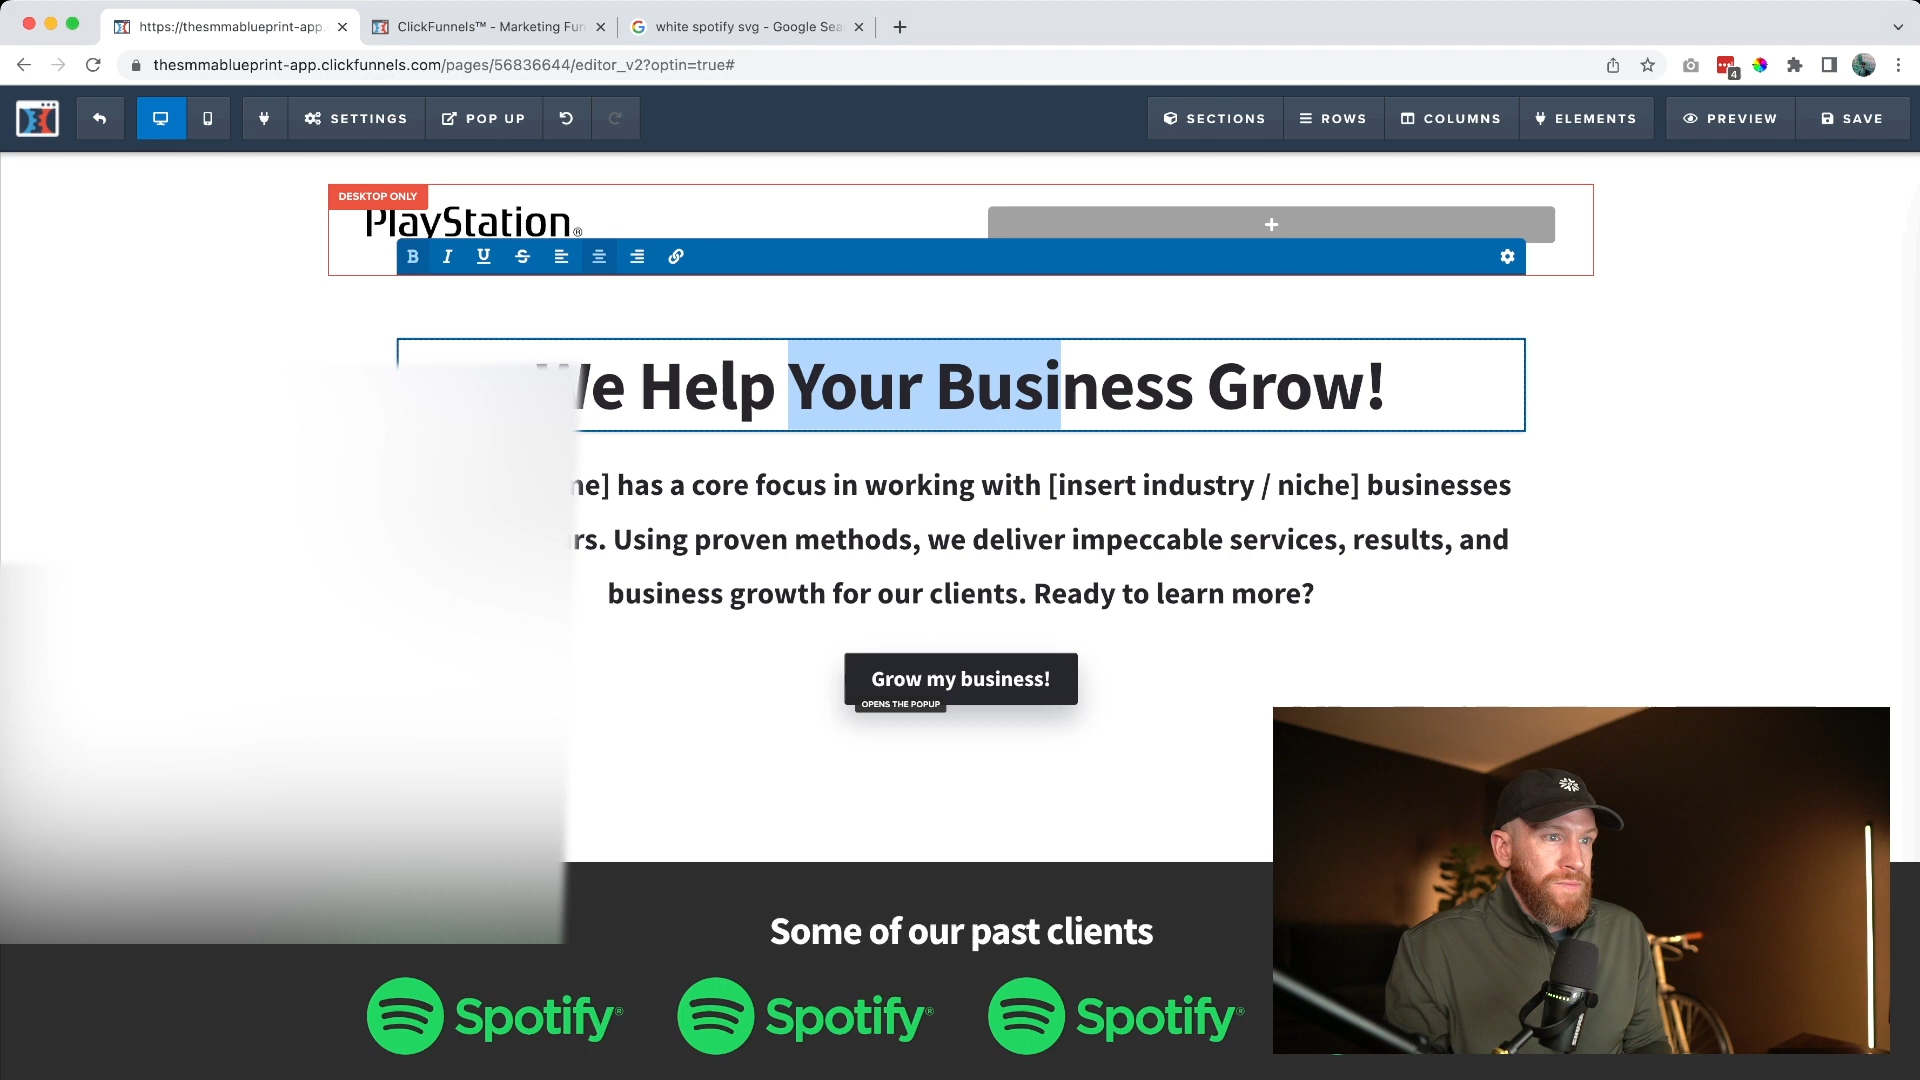 https://thesmmablueprint-app.
ClickFunnels™ - Marketing Fun
white spotify svg - Google Sea
thesmmablueprint-app.clickfunnels.com/pages/56836644/editor_v2?optin=true#
4
SETTINGS
POP UP
SECTIONS
ROWS
COLUMNS
ELEMENTS
PREVIEW
SAVE
DESKTOP ONLY
PlayStation®
B I U S
We Help Your Business Grow!
has a core focus in working with [insert industry / niche] businesses
Using proven methods, we deliver impeccable services, results, and
business growth for our clients. Ready to learn more?
Grow my business!
OPENS THE POPUP
Some of our past clients
Spotify® Spotify® Spotify®